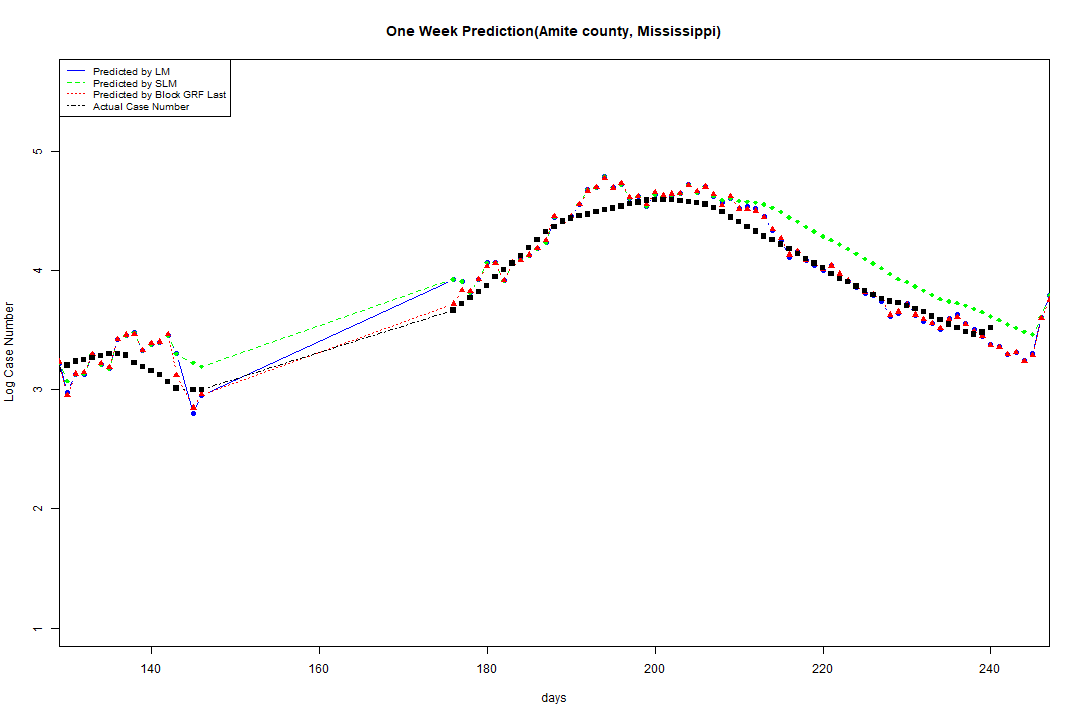 One Week Prediction(Amite county, Mississippi)
Predicted by LM
Predicted by SLM
Predicted by Block GRF Last
Actual Case Number
5
4
3
2
1
Log Case Number
140 160 180 200 220 240
days